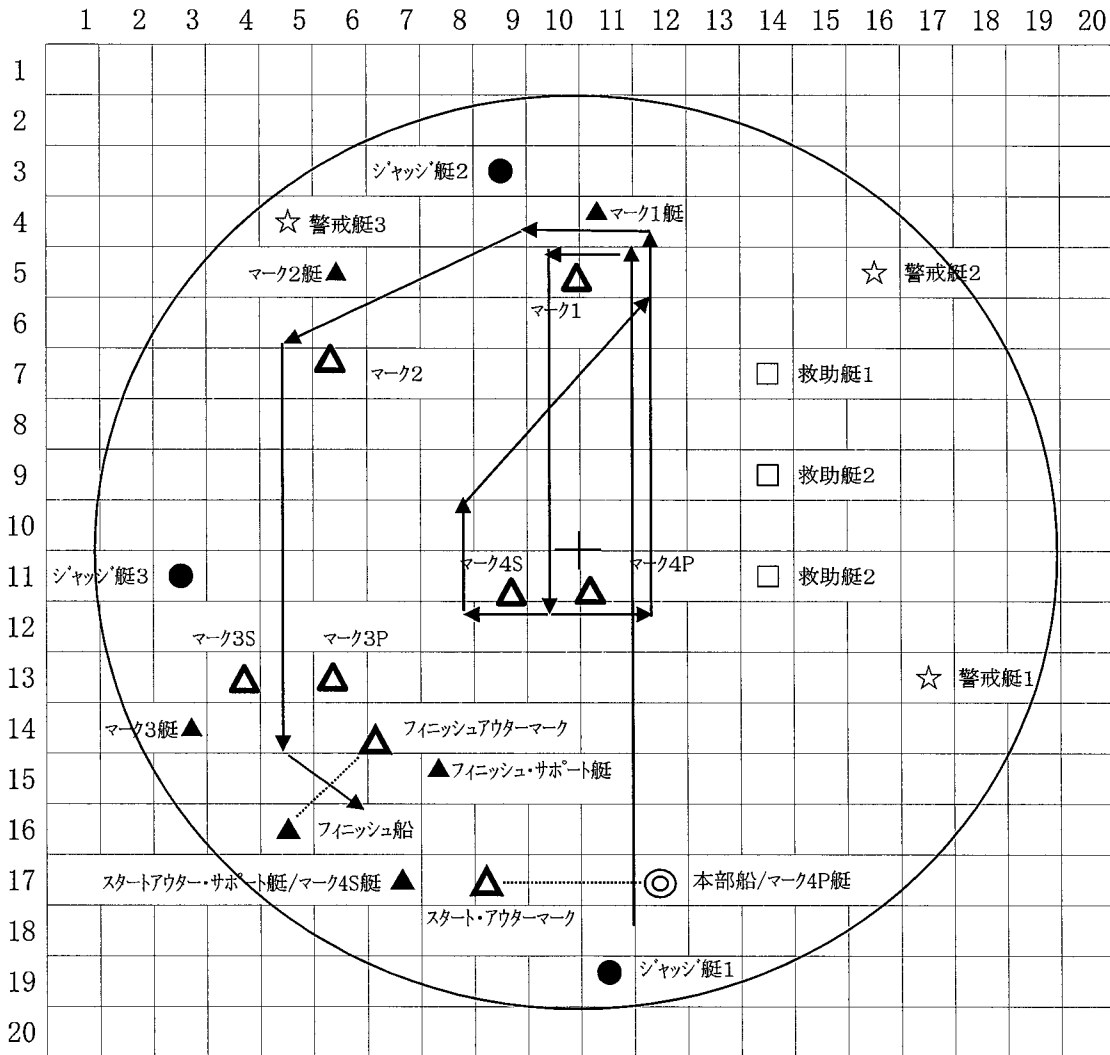 1 2 3 4 5 6 7 8 9 10 11 12 13 14 15 16 17 18 19 20
1
2
3
ジャッジ艇2
4
マーク1艇
警戒艇3
5
マーク2艇
警戒艇2
マーク1
6
7
マーク2
救助艇1
8
9
救助艇2
10
マーク4S
マーク4P
11
ジャッジ艇3
救助艇2
12
マーク3S
マーク3P
13
警戒艇1
14
マーク3艇
フィニッシュアウターマーク
15
フィニッシュ・サポート艇
16
フィニッシュ船
17
スタートアウター・サポート艇/マーク4S艇
本部船/マーク4P艇
スタート・アウターマーク
18
19
ジャッジ艇1
20